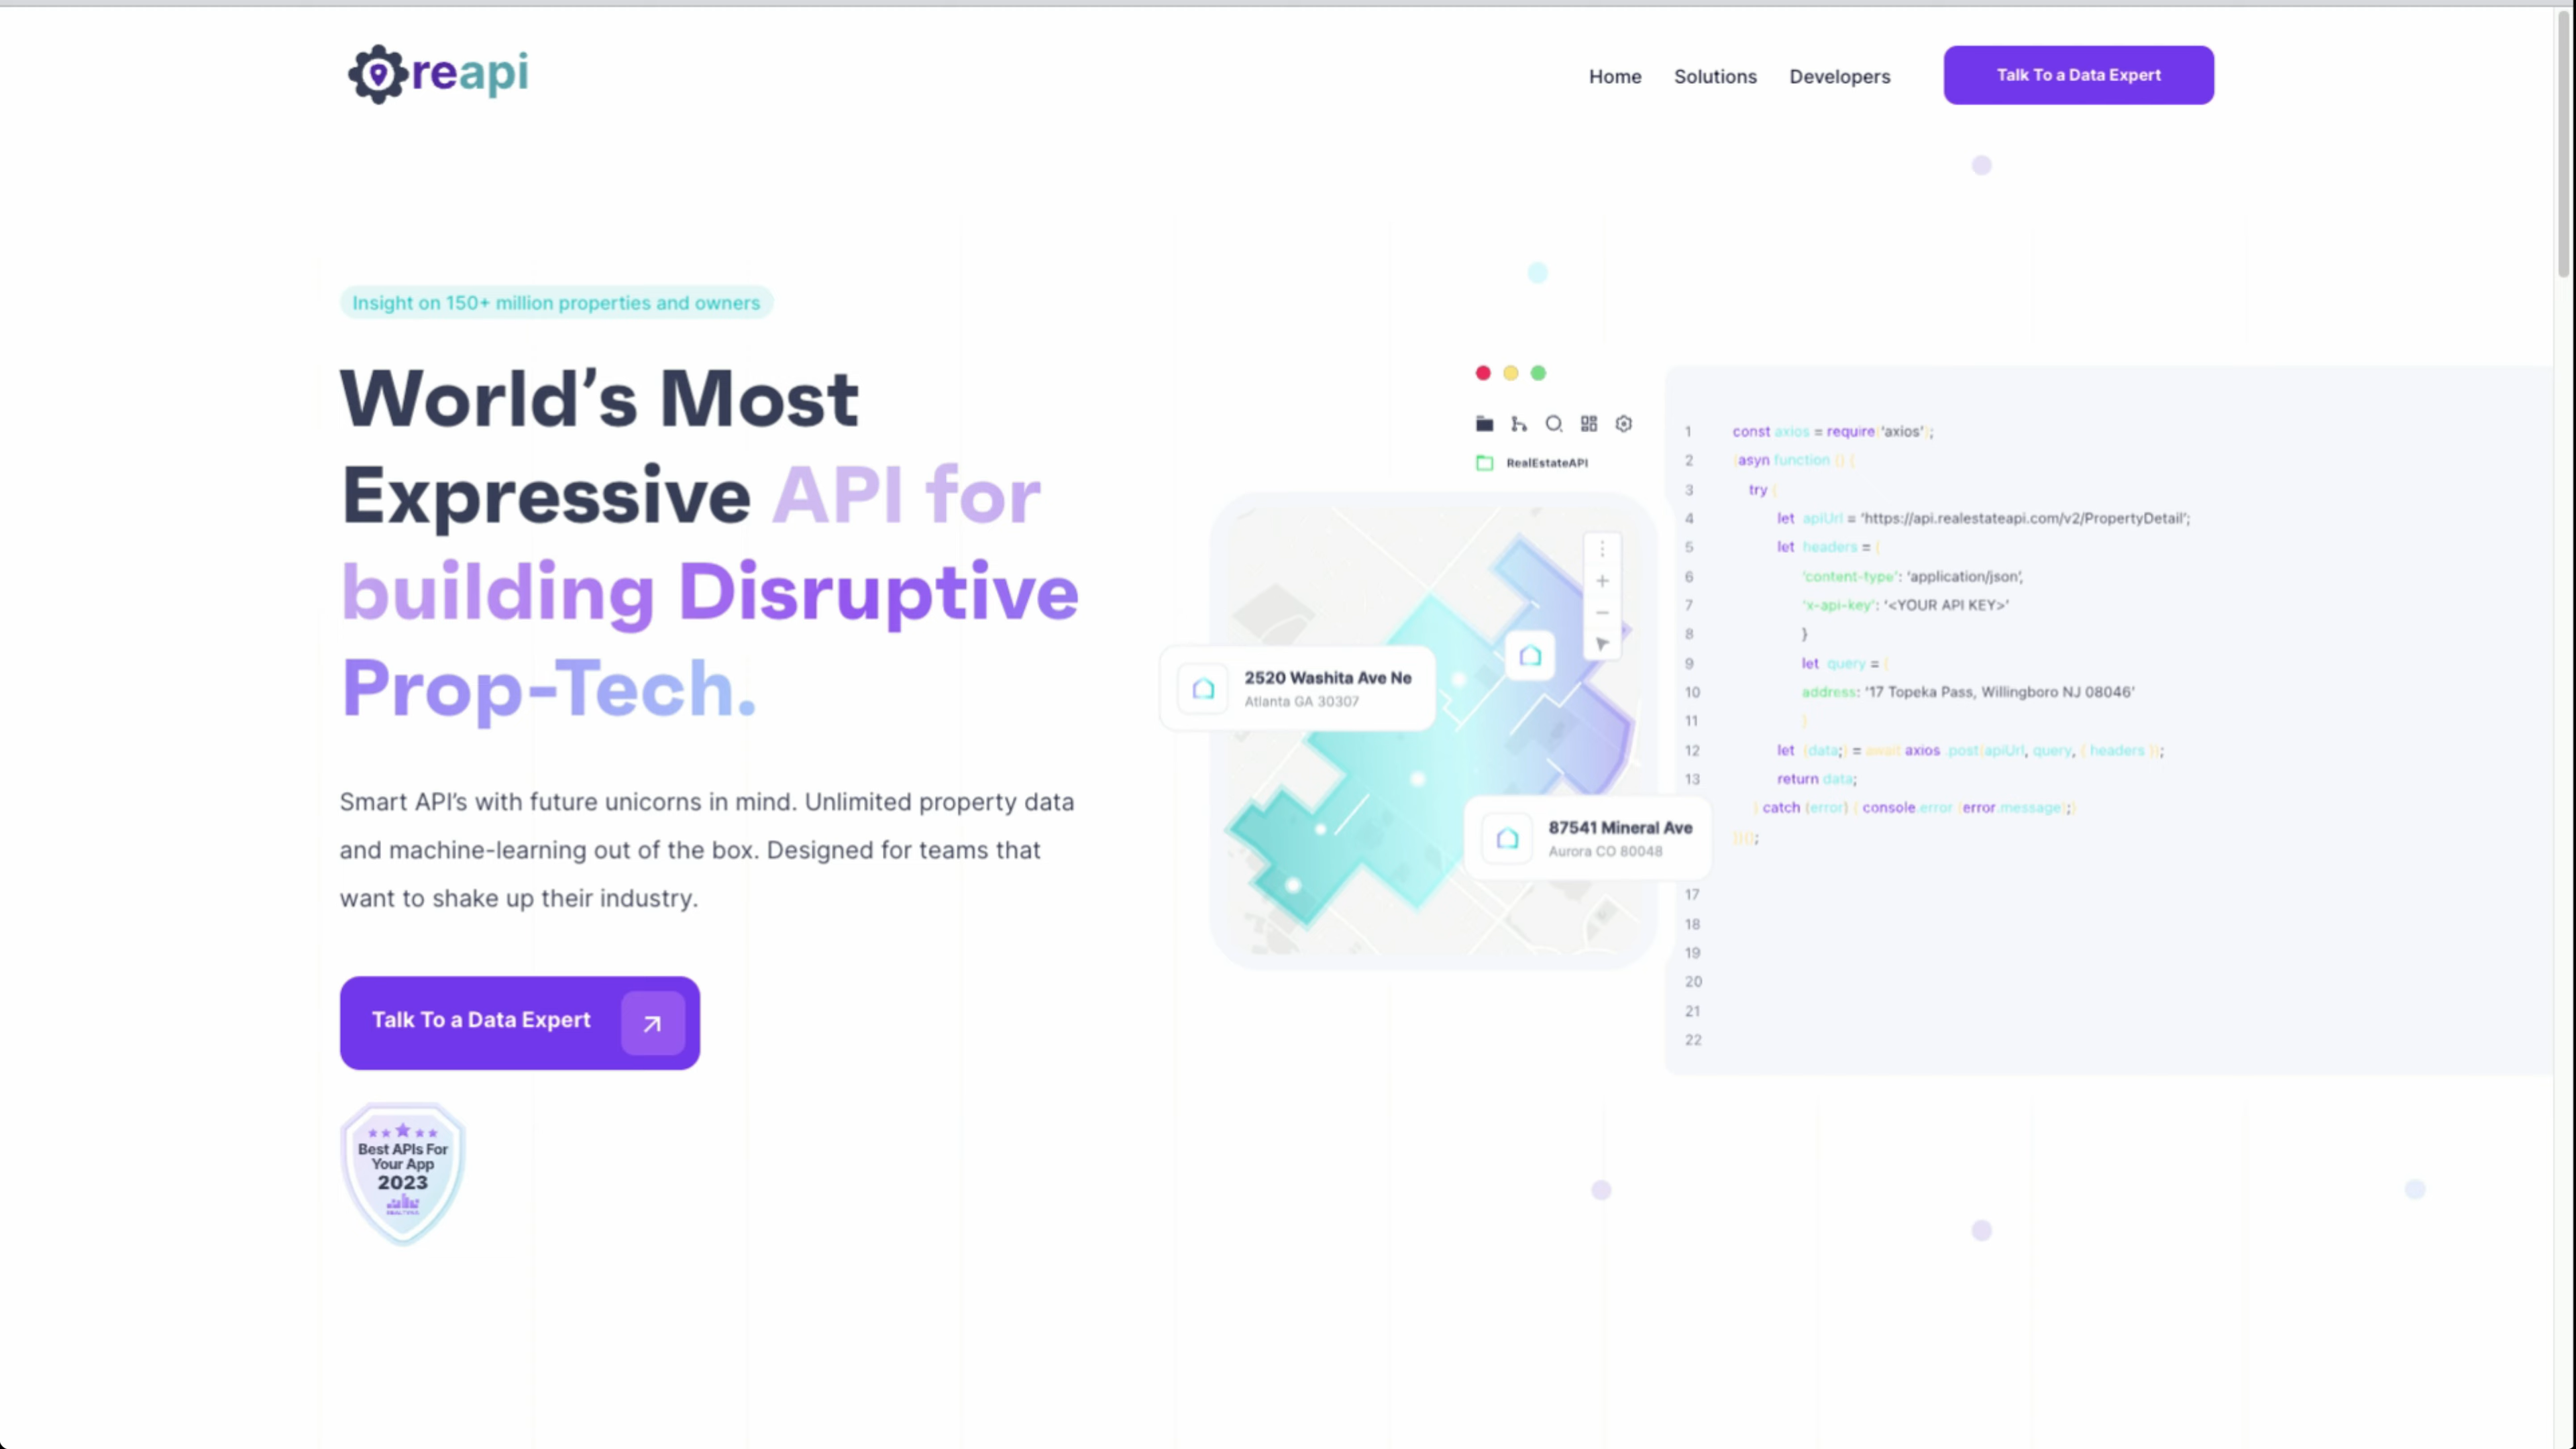 reapi
Home
Solutions
Developers
Talk To a Data Expert
Insight on 150+ million properties and owners
World's Most
Expressive API for
building Disruptive
Prop-Tech.
Smart API's with future unicorns in mind. Unlimited property data
and machine-learning out of the box. Designed for teams that
want to shake up their industry.
Talk To a Data Expert
Best APIs For
Your App
2023
RealEstateAPI
2520 Washita Ave Ne
Atlanta GA 30307
87541 Mineral Ave
Aurora CO 80048
1 const axios = require('axios');
2 (asyn function () {
3 try {
4 let apiUrl = 'https://api.realestateapi.com/v2/PropertyDetail';
5 let headers = {
6 'content-type': 'application/json',
7 'x-api-key': '<YOUR API KEY>'
8 }
9 let query = {
10 address: '17 Topeka Pass, Willingboro NJ 08046'
11 }
12 let {data;} = await axios .post(apiUrl, query, { headers });
13 return data;
} catch (error) { console.error (error.message);}
})();
17
18
19
20
21
22